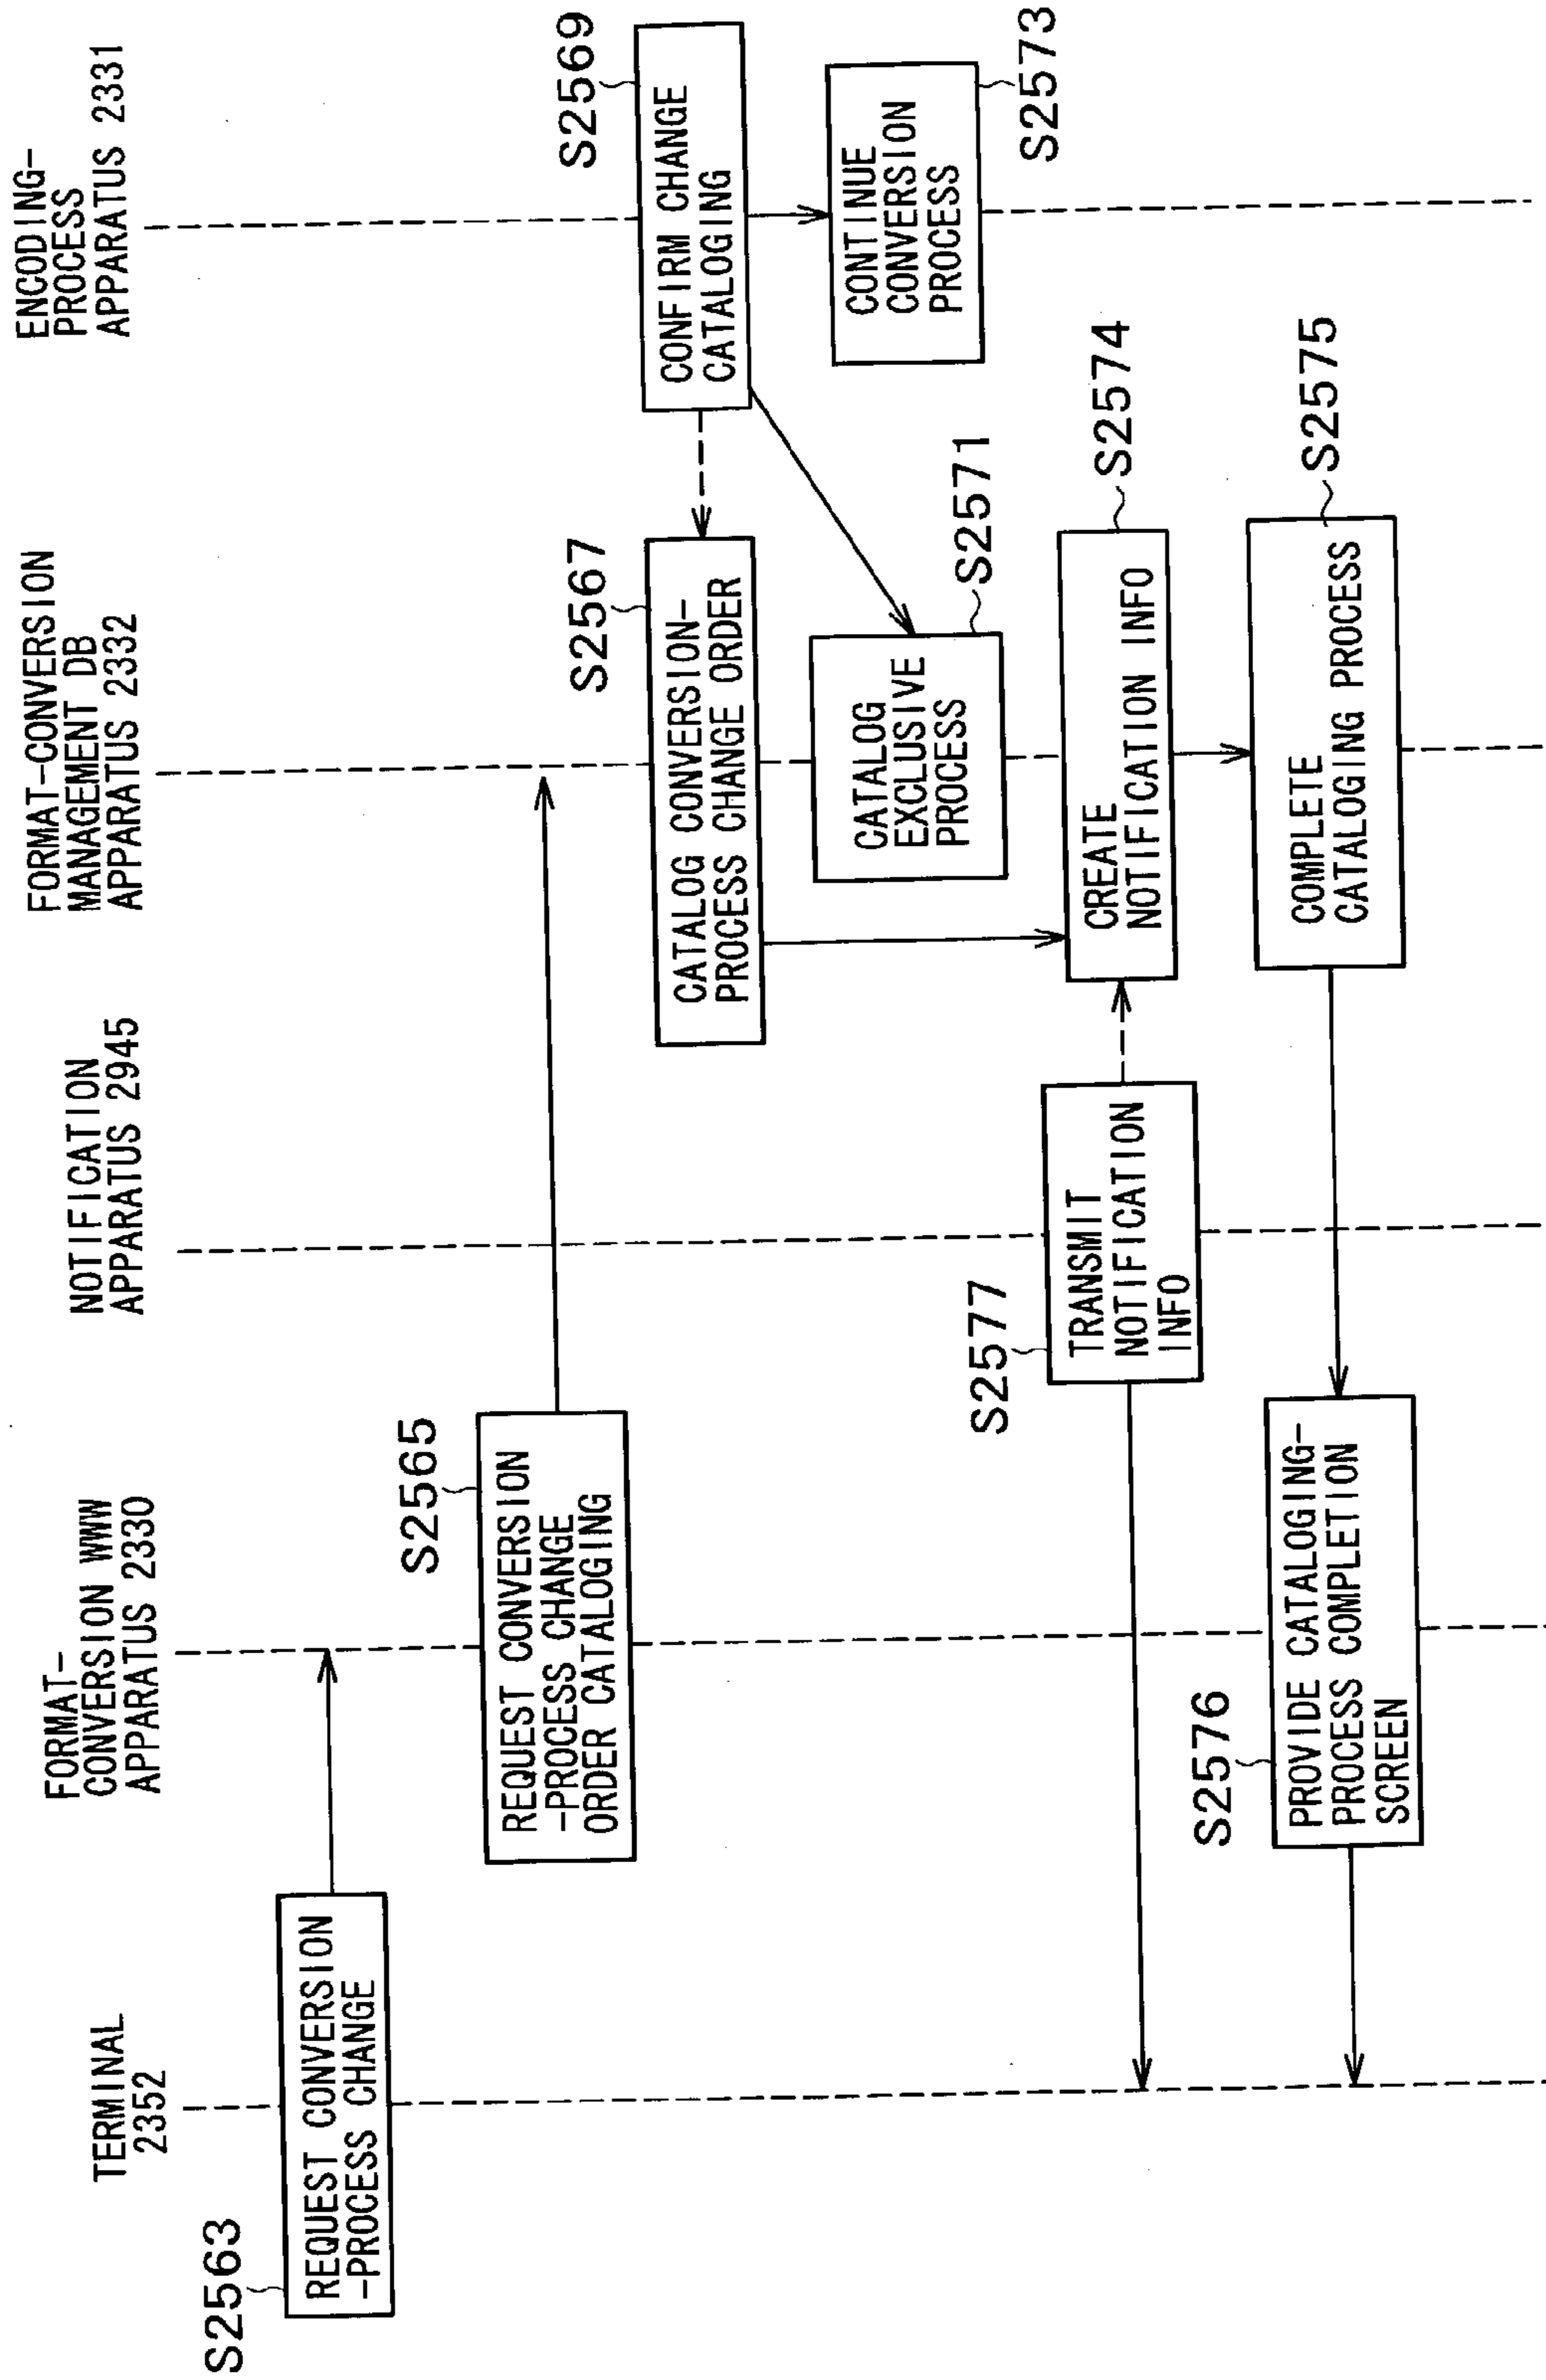 TERMINAL
2352
FORMAT-
CONVERSION WWW
APPARATUS 2330
NOTIFICATION
APPARATUS 2945
FORMAT-CONVERSION
MANAGEMENT DB
APPARATUS 2332
ENCODING-
PROCESS
APPARATUS 2331
S2563
REQUEST CONVERSION
-PROCESS CHANGE
S2565
REQUEST CONVERSION
-PROCESS CHANGE
ORDER CATALOGING
S2567
CATALOG CONVERSION-
PROCESS CHANGE ORDER
S2569
CONFIRM CHANGE
CATALOGING
CATALOG
EXCLUSIVE
PROCESS
S2571
CONTINUE
CONVERSION
PROCESS
S2573
S2577
TRANSMIT
NOTIFICATION
INFO
CREATE
NOTIFICATION INFO
S2574
S2576
PROVIDE CATALOGING-
PROCESS COMPLETION
SCREEN
COMPLETE
CATALOGING PROCESS
S2575